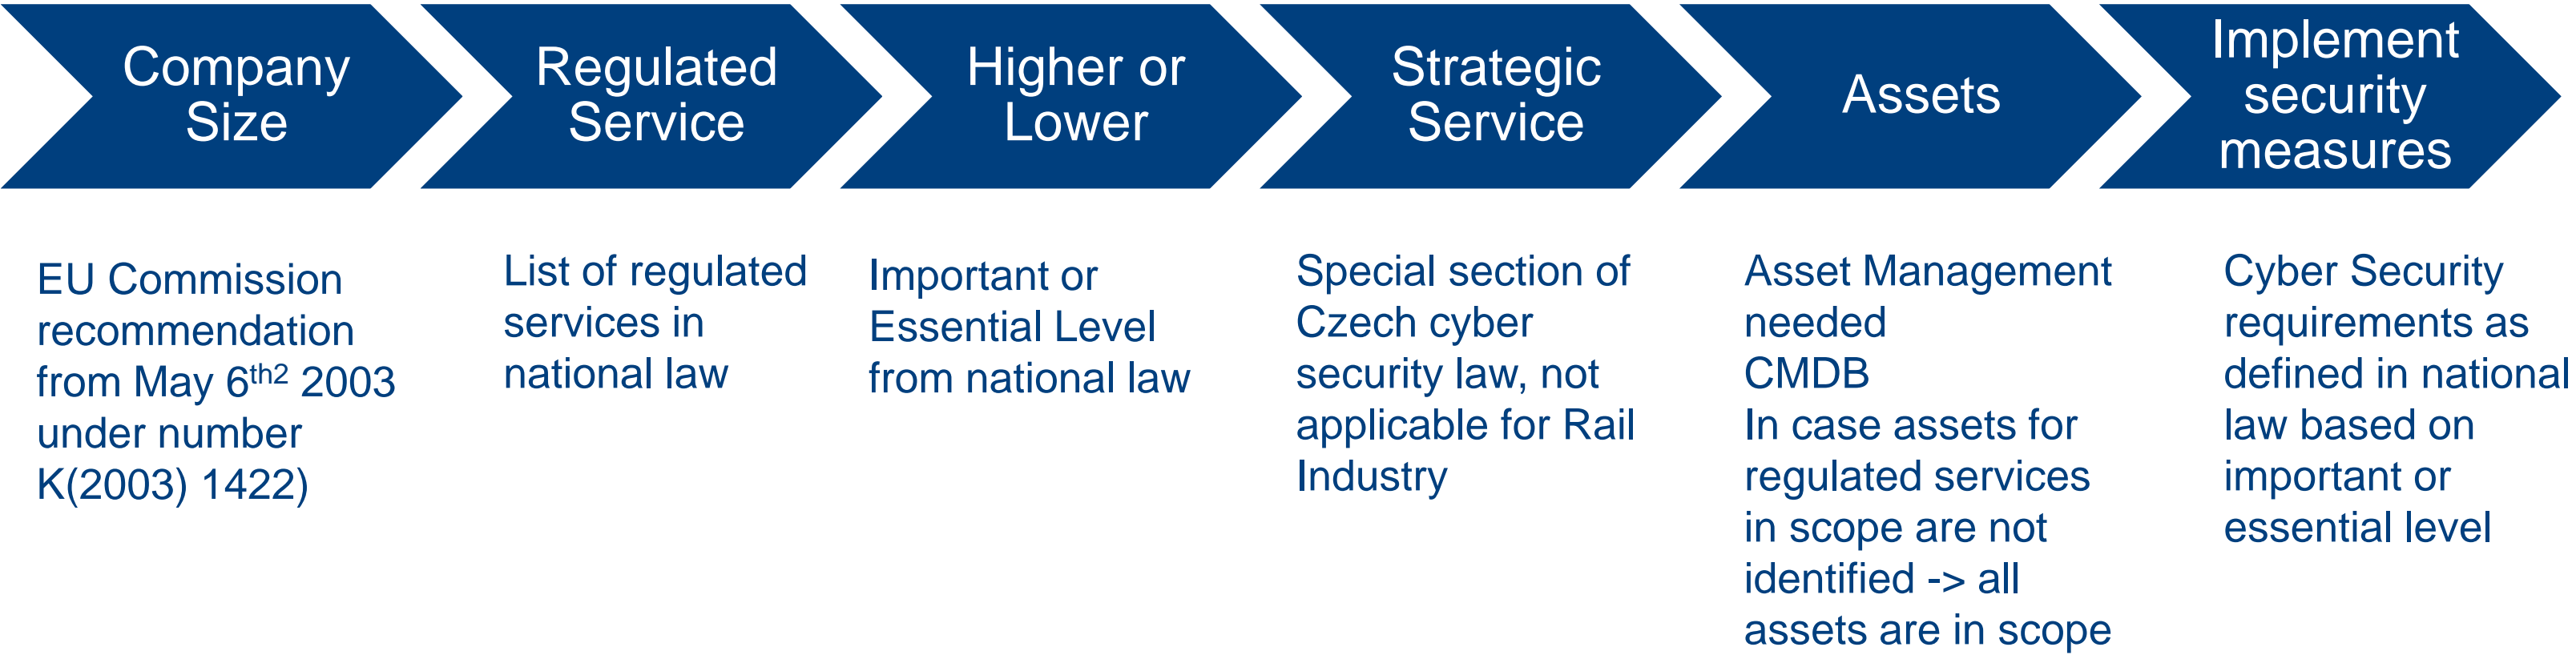 Company
Size
Regulated
Service
Higher or
Lower
Strategic
Service
Assets
Implement
security
measures
EU Commission
recommendation
from May 6th2 2003
under number
K(2003) 1422)
List of regulated
services in
national law
Important or
Essential Level
from national law
Special section of
Czech cyber
security law, not
applicable for Rail
Industry
Asset Management
needed
CMDB
In case assets for
regulated services
in scope are not
identified -> all
assets are in scope
Cyber Security
requirements as
defined in national
law based on
important or
essential level